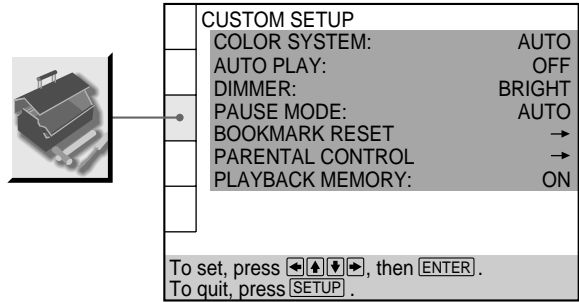 CUSTOM SETUP
COLOR SYSTEM: AUTO
AUTO PLAY: OFF
DIMMER: BRIGHT
PAUSE MODE: AUTO
BOOKMARK RESET →
PARENTAL CONTROL →
PLAYBACK MEMORY: ON
To set, press ←↑↓→, then ENTER.
To quit, press SETUP.